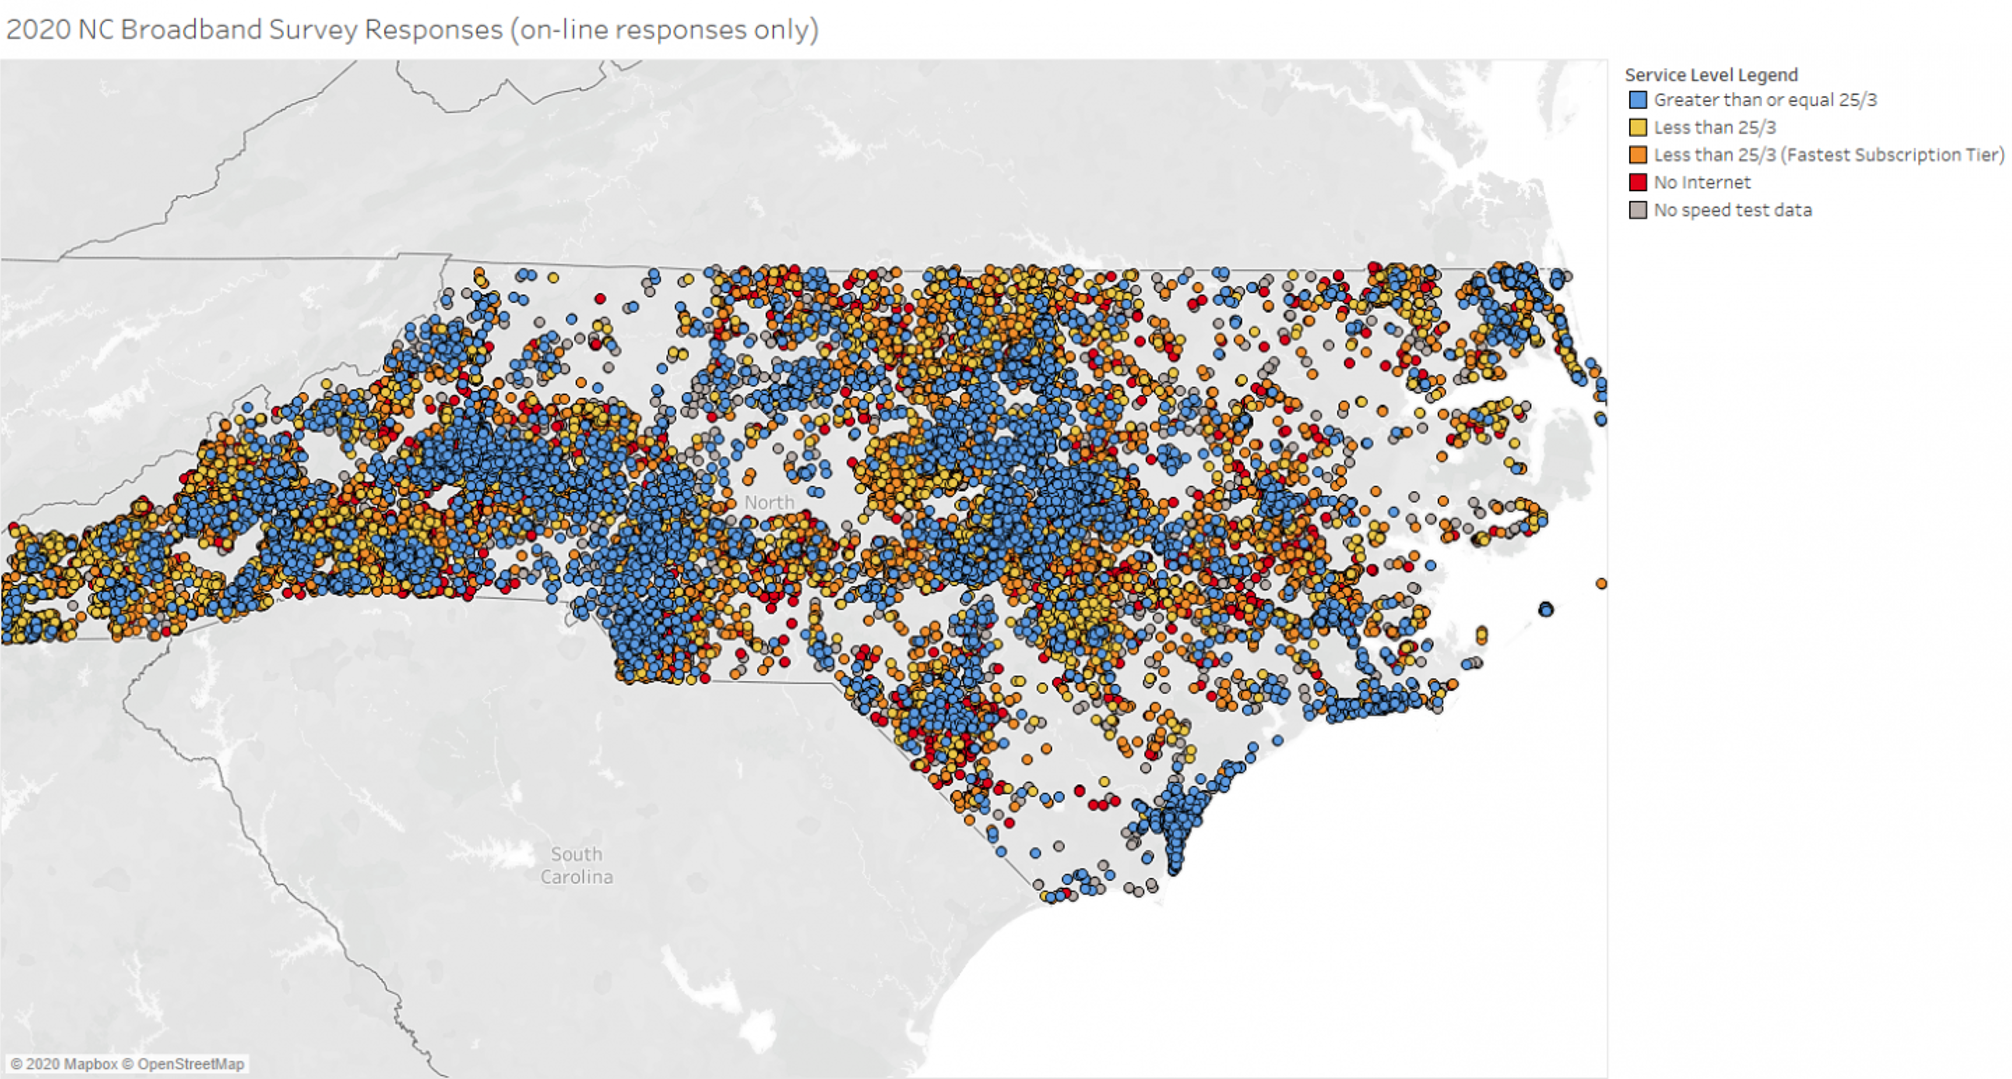 2020 NC Broadband Survey Responses (on-line responses only)
Service Level Legend
Greater than or equal 25/3
Less than 25/3
Less than 25/3 (Fastest Subscription Tier)
No Internet
No speed test data
North
South
Carolina
© 2020 Mapbox © OpenStreetMap